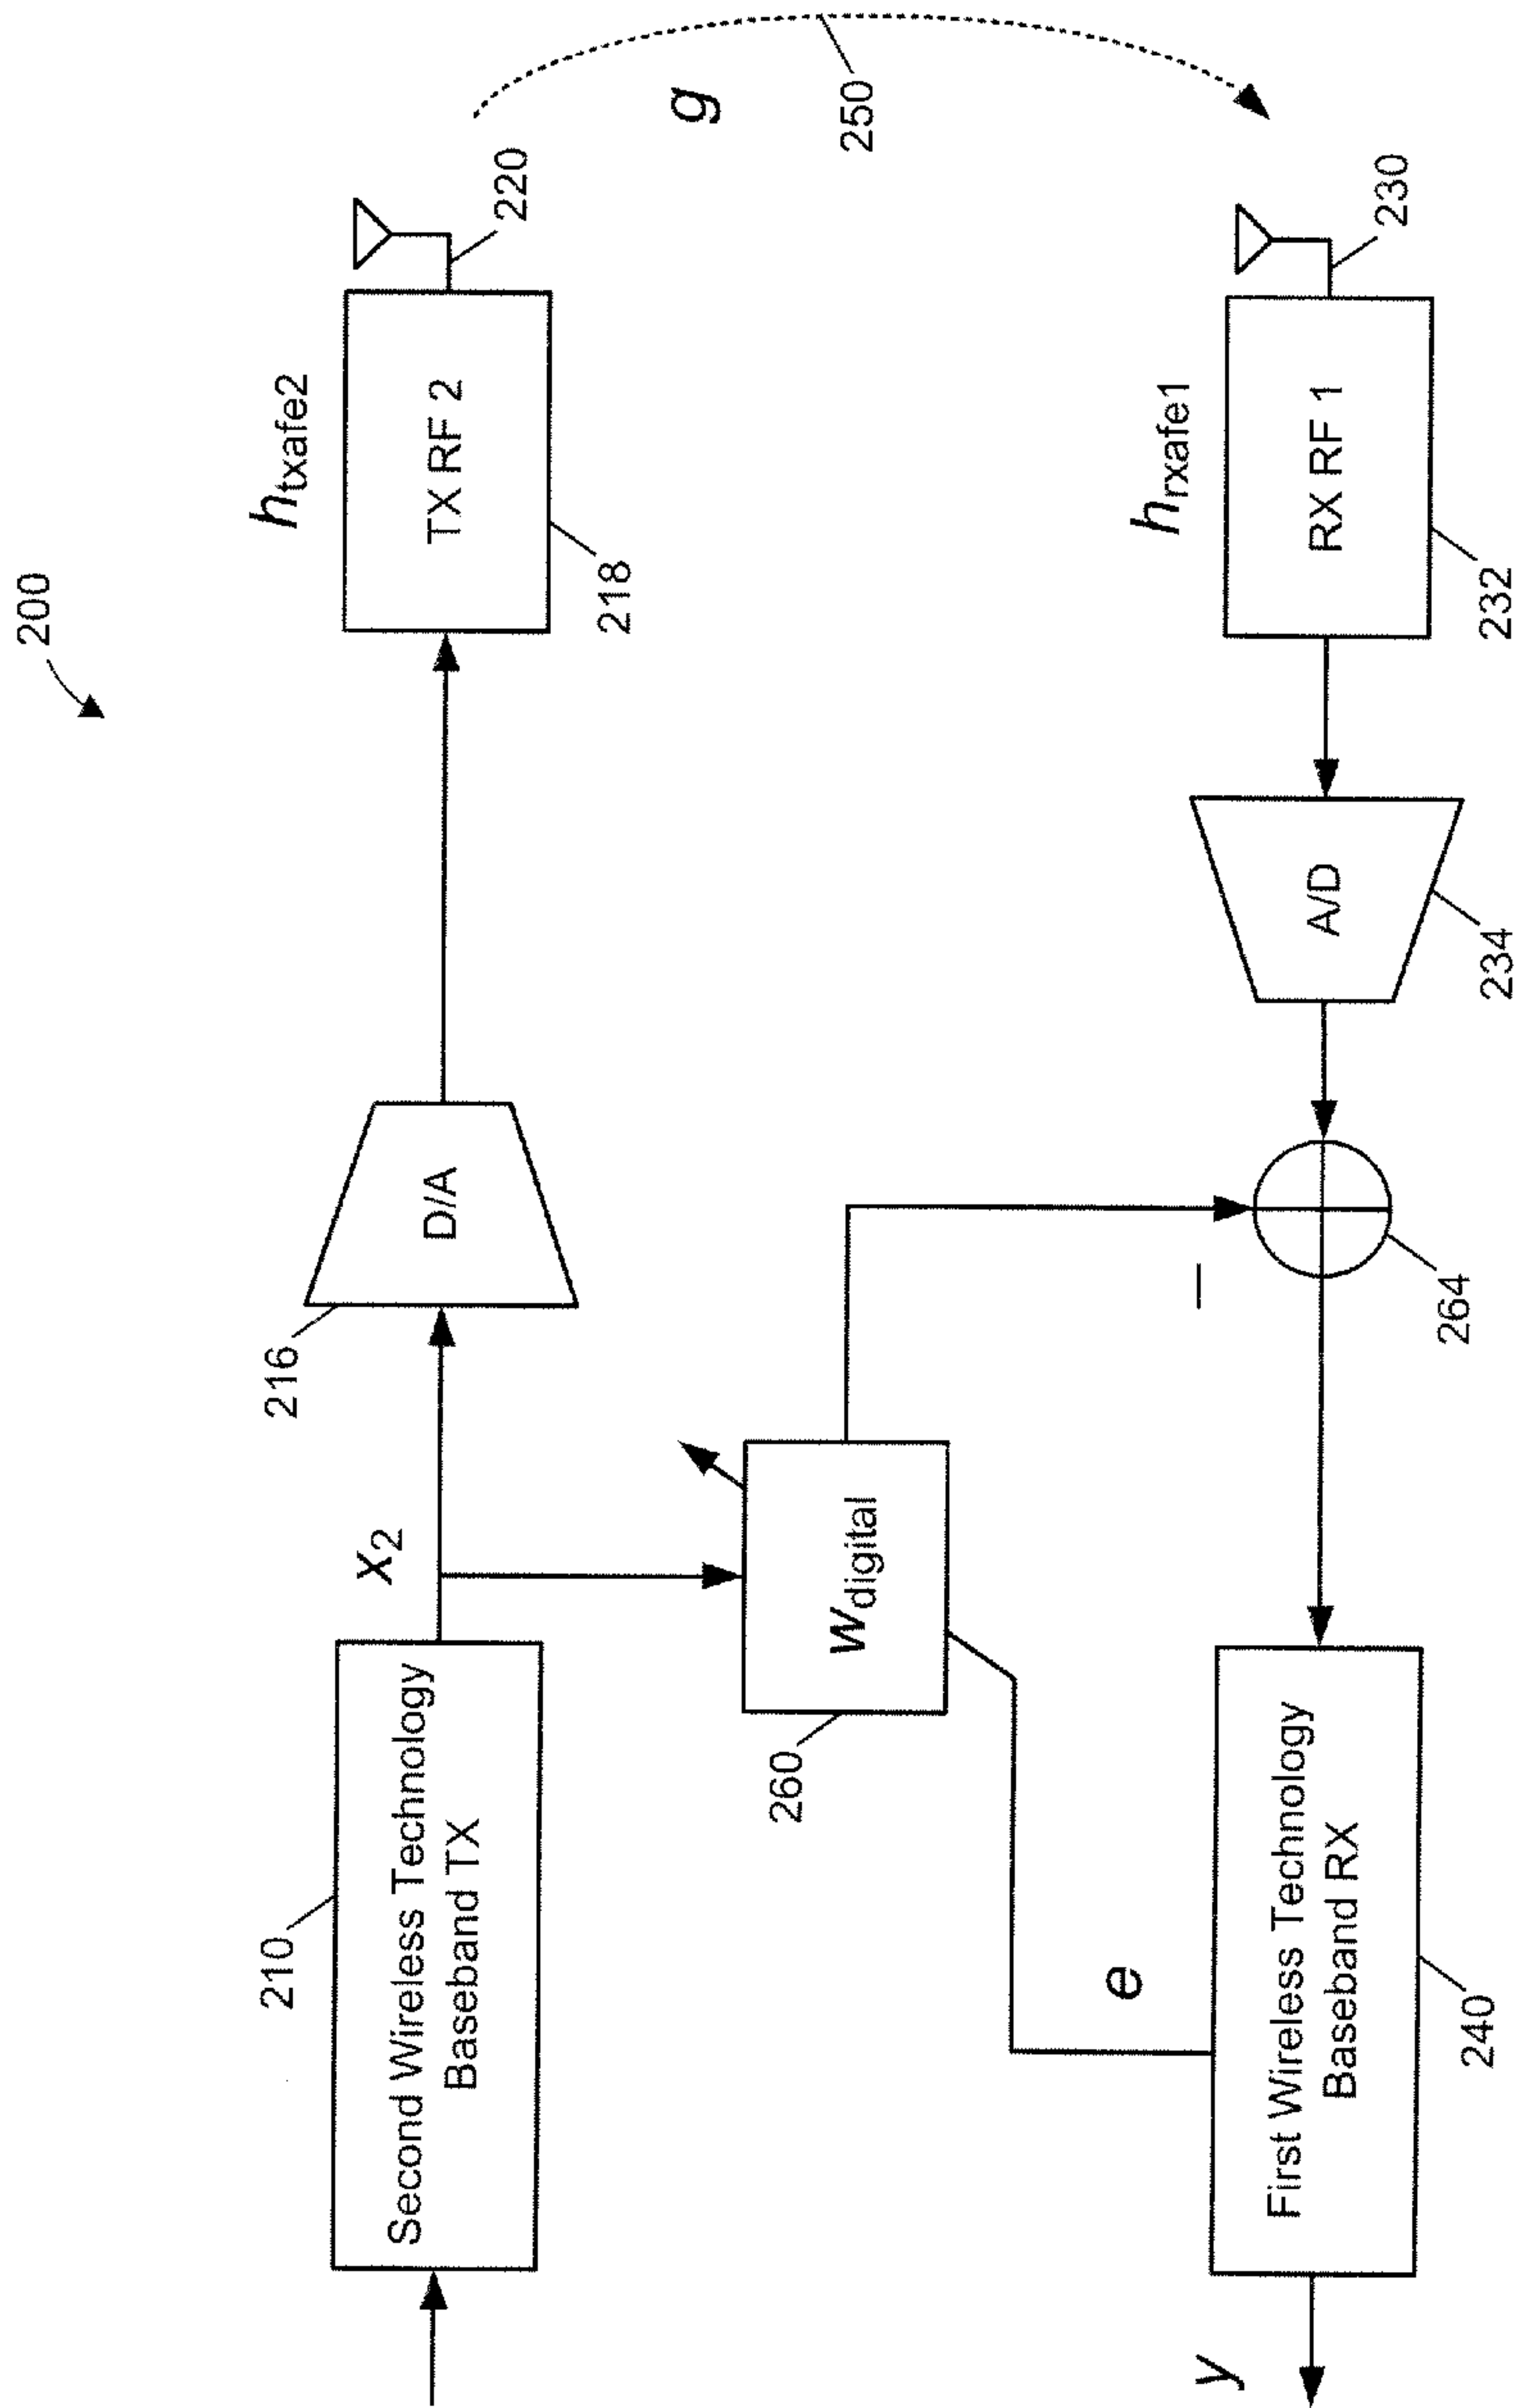 200
210
Second Wireless Technology
Baseband TX
x2
216
D/A
htxafe2
TX RF 2
218
220
g
250
260
wdigital
e
–
264
A/D
234
hrxafe1
RX RF 1
232
230
First Wireless Technology
Baseband RX
240
y